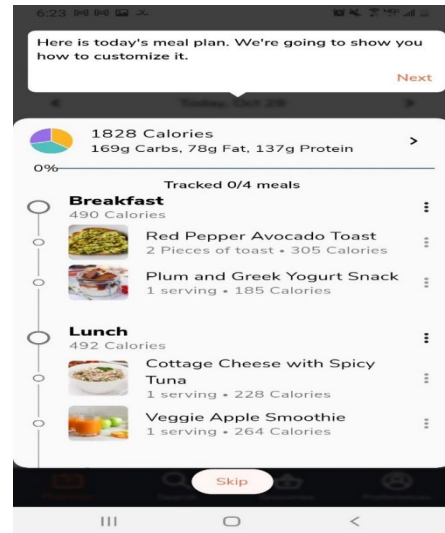 6:23
Here is today's meal plan. We're going to show you
how to customize it.
Next
Today, Oct 29
1828 Calories
169g Carbs, 78g Fat, 137g Protein
0%
Tracked 0/4 meals
Breakfast
490 Calories
Red Pepper Avocado Toast
2 Pieces of toast • 305 Calories
Plum and Greek Yogurt Snack
1 serving • 185 Calories
Lunch
492 Calories
Cottage Cheese with Spicy
Tuna
1 serving • 228 Calories
Veggie Apple Smoothie
1 serving • 264 Calories
Skip